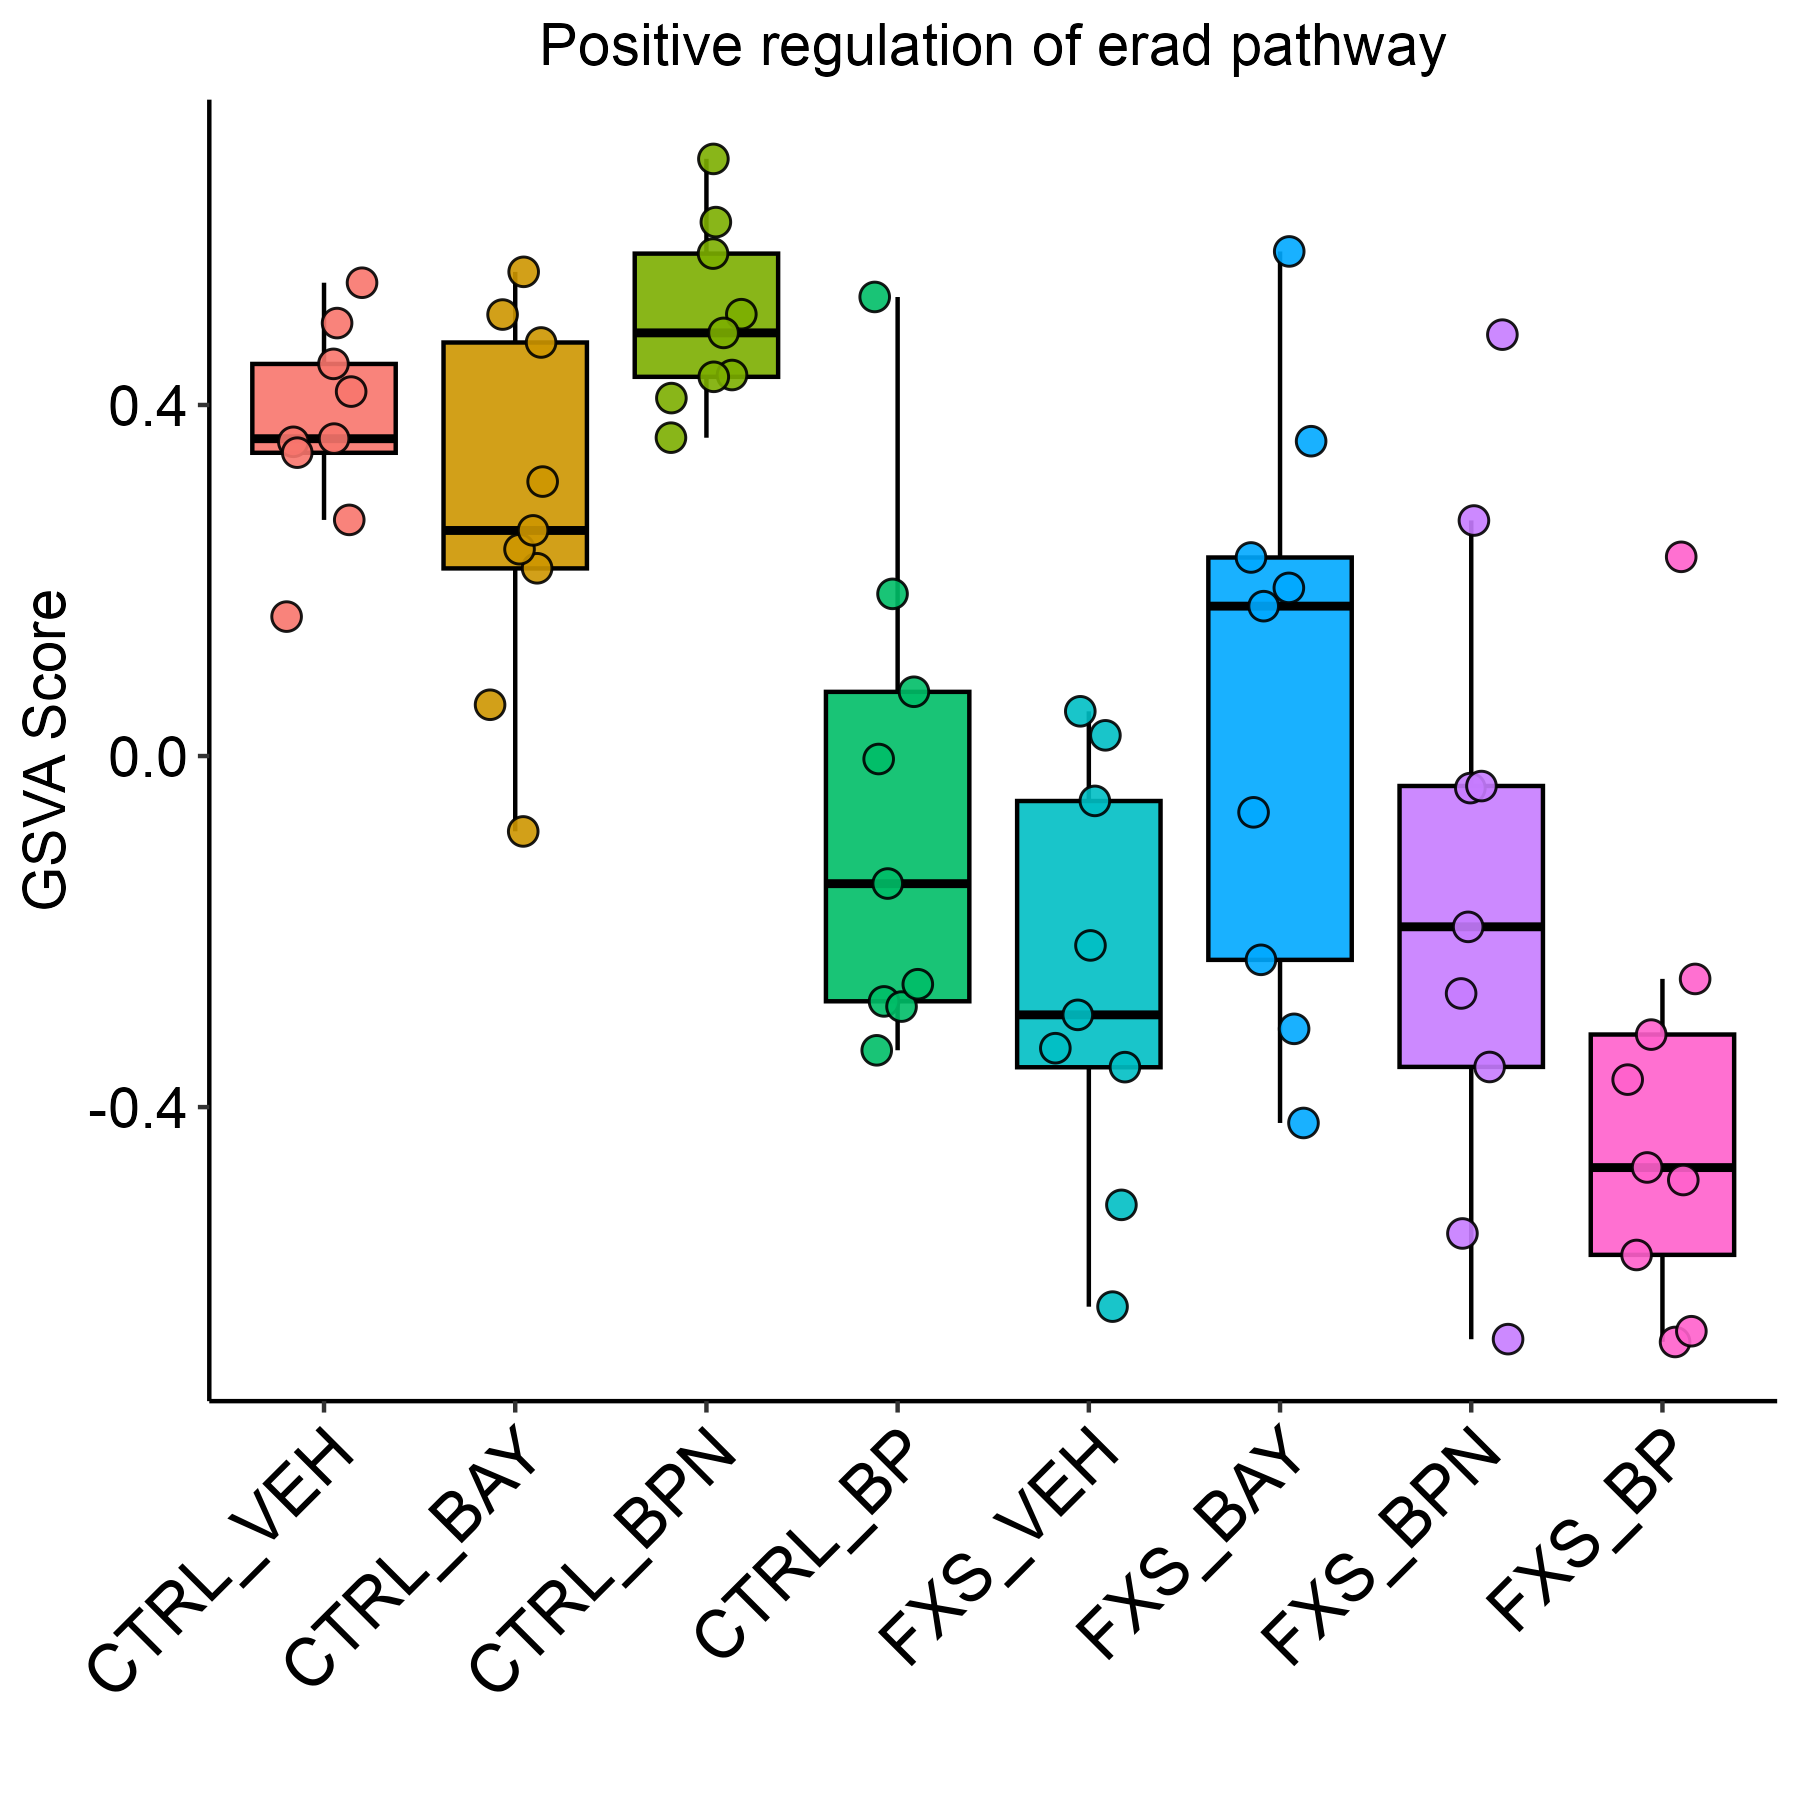 Positive regulation of erad pathway
GSVA Score
0.4
0.0
-0.4
CTRL_VEH
CTRL_BAY
CTRL_BPN
CTRL_BP
FXS_VEH
FXS_BAY
FXS_BPN
FXS_BP